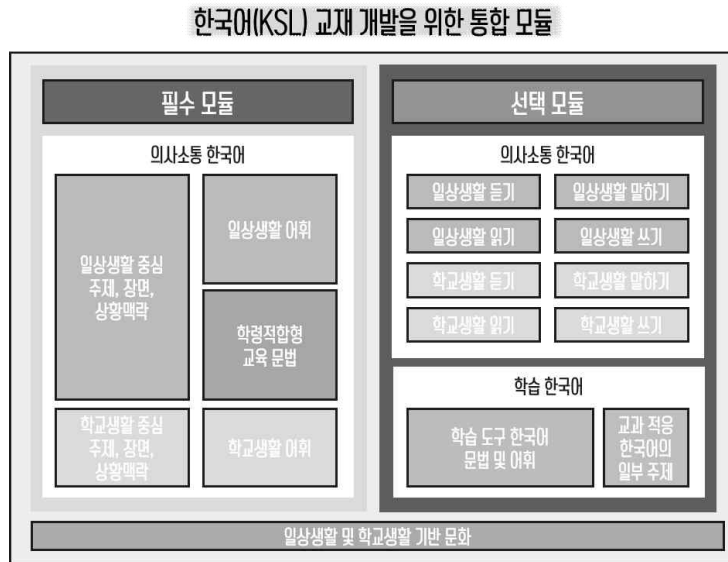 한국어(KSL) 교재 개발을 위한 통합 모듈
필수 모듈
의사소통 한국어
일상생활 중심
주제, 장면,
상황맥락
일상생활 어휘
학령적합형
교육 문법
학교생활 중심
주제, 장면,
상황맥락
학교생활 어휘
선택 모듈
의사소통 한국어
일상생활 듣기
일상생활 말하기
일상생활 읽기
일상생활 쓰기
학교생활 듣기
학교생활 말하기
학교생활 읽기
학교생활 쓰기
학습 한국어
학습 도구 한국어
문법 및 어휘
교과 적응
한국어의
일부 주제
일상생활 및 학교생활 기반 문화